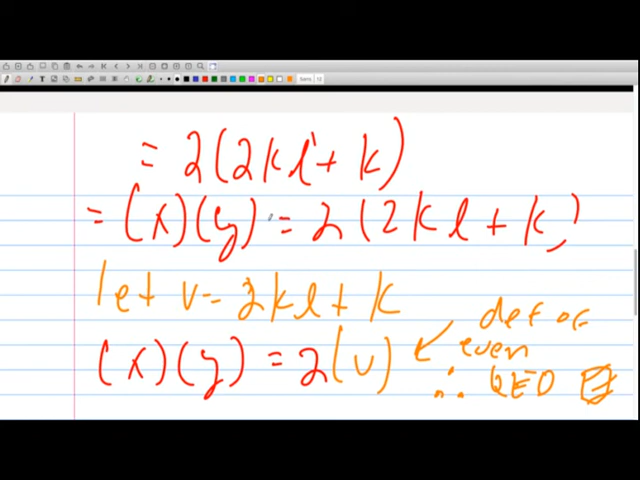 = 2(2kl + k)
= (x)(y) = 2(2kl + k)
let v = 2kl + k
(x)(y) = 2(v)
def of
even
∴ QED